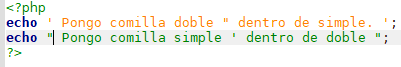 <?php
echo ' Pongo comilla doble " dentro de simple. ';
echo " Pongo comilla simple ' dentro de doble ";
?>